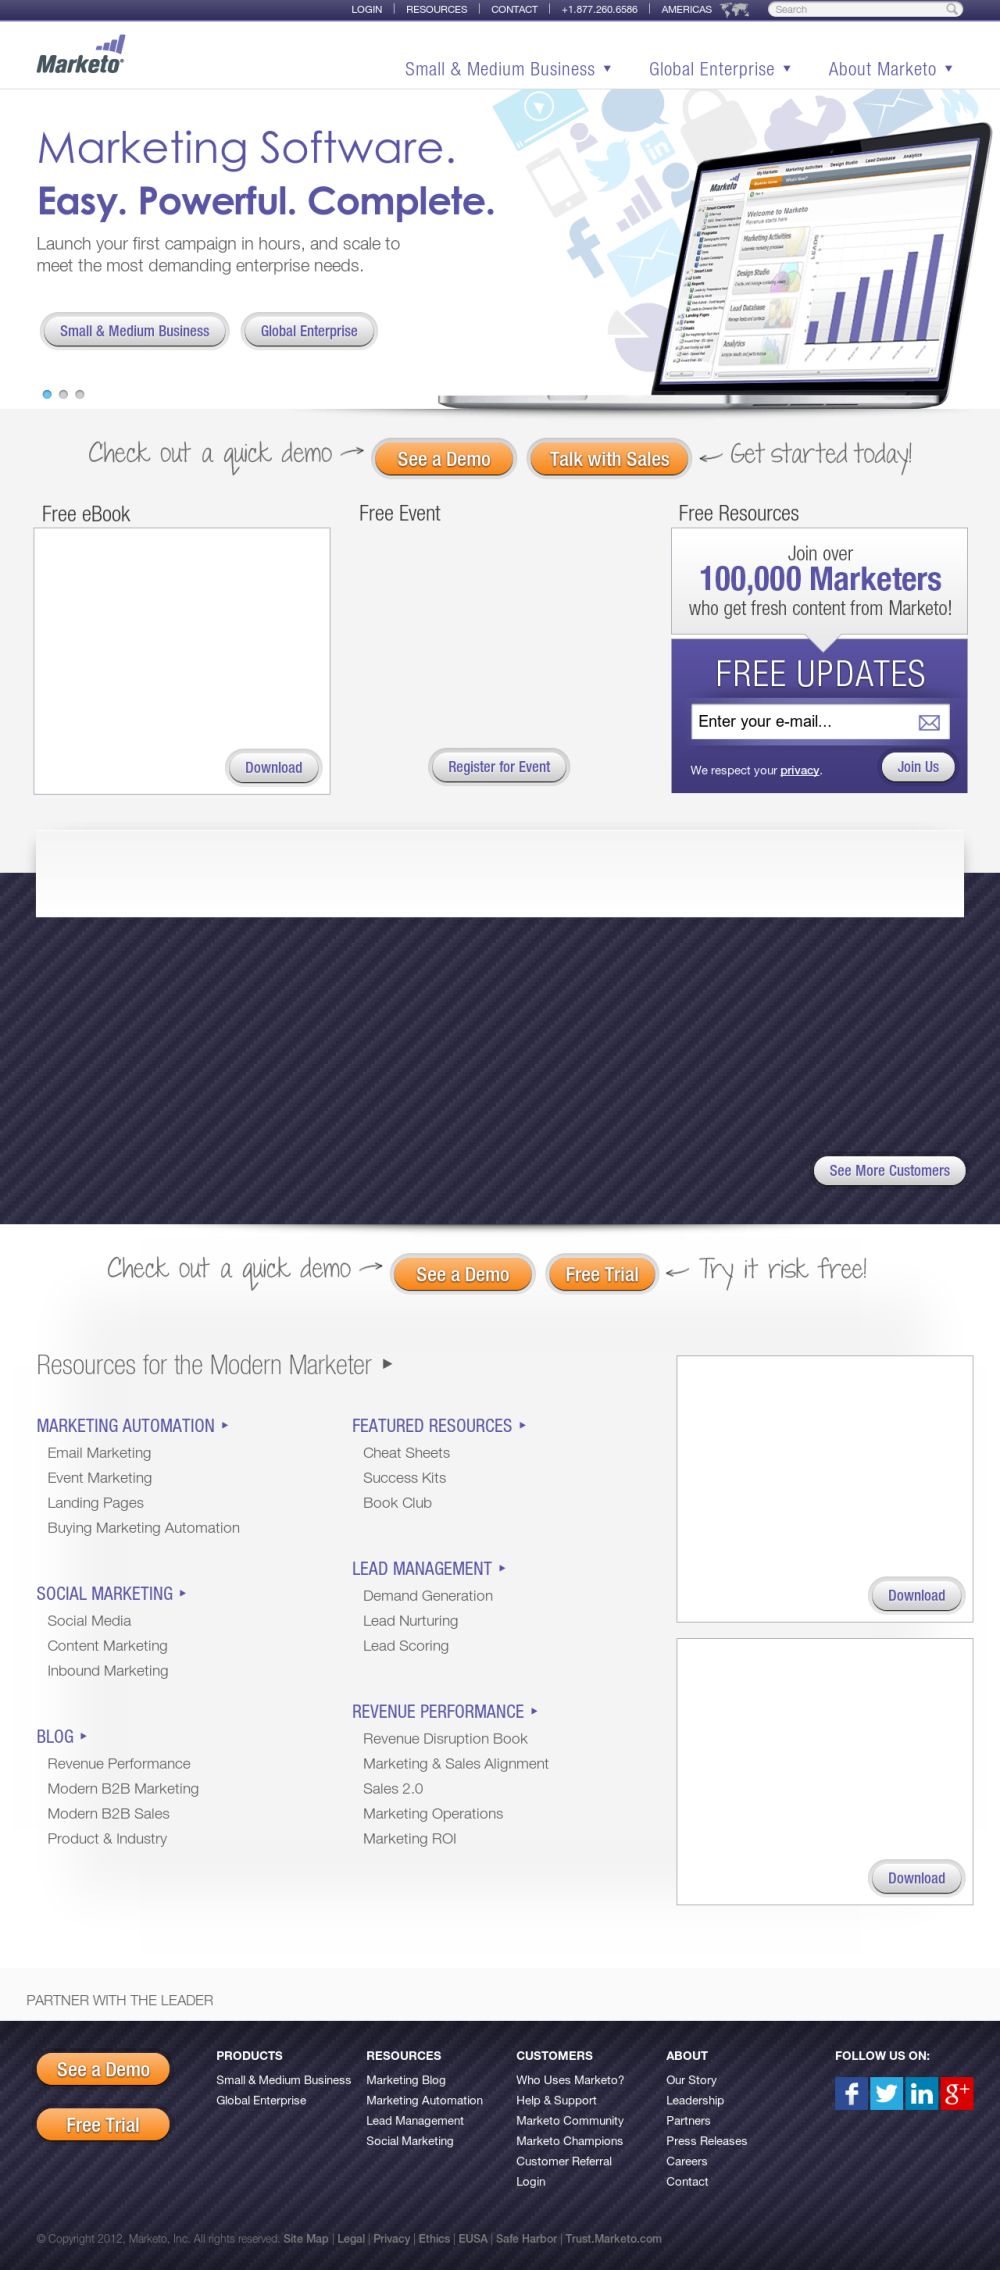 LOGIN | RESOURCES | CONTACT | +1.877.260.6586 | AMERICAS Search
Marketo
Small & Medium Business ▼ Global Enterprise ▼ About Marketo ▼
Marketing Software.
Easy. Powerful. Complete.
Launch your first campaign in hours, and scale to
meet the most demanding enterprise needs.
Small & Medium Business Global Enterprise
Marketo
My Marketo Marketing Activities Design Studio Lead Database Analytics
Welcome to Marketo
Revenue starts here
Marketing Activities
Design Studio
Lead Database
Analytics
LEADS
Check out a quick demo See a Demo Talk with Sales Get started today!
Free eBook
Download
Free Event
Register for Event
Free Resources
Join over
100,000 Marketers
who get fresh content from Marketo!
FREE UPDATES
Enter your e-mail...
We respect your privacy. Join Us
See More Customers
Check out a quick demo See a Demo Free Trial Try it risk free!
Resources for the Modern Marketer
MARKETING AUTOMATION
Email Marketing
Event Marketing
Landing Pages
Buying Marketing Automation
SOCIAL MARKETING
Social Media
Content Marketing
Inbound Marketing
BLOG
Revenue Performance
Modern B2B Marketing
Modern B2B Sales
Product & Industry
FEATURED RESOURCES
Cheat Sheets
Success Kits
Book Club
LEAD MANAGEMENT
Demand Generation
Lead Nurturing
Lead Scoring
REVENUE PERFORMANCE
Revenue Disruption Book
Marketing & Sales Alignment
Sales 2.0
Marketing Operations
Marketing ROI
Download
Download
PARTNER WITH THE LEADER
See a Demo
Free Trial
PRODUCTS
Small & Medium Business
Global Enterprise
RESOURCES
Marketing Blog
Marketing Automation
Lead Management
Social Marketing
CUSTOMERS
Who Uses Marketo?
Help & Support
Marketo Community
Marketo Champions
Customer Referral
Login
ABOUT
Our Story
Leadership
Partners
Press Releases
Careers
Contact
FOLLOW US ON:
© Copyright 2012, Marketo, Inc. All rights reserved. Site Map | Legal | Privacy | Ethics | EUSA | Safe Harbor | Trust.Marketo.com